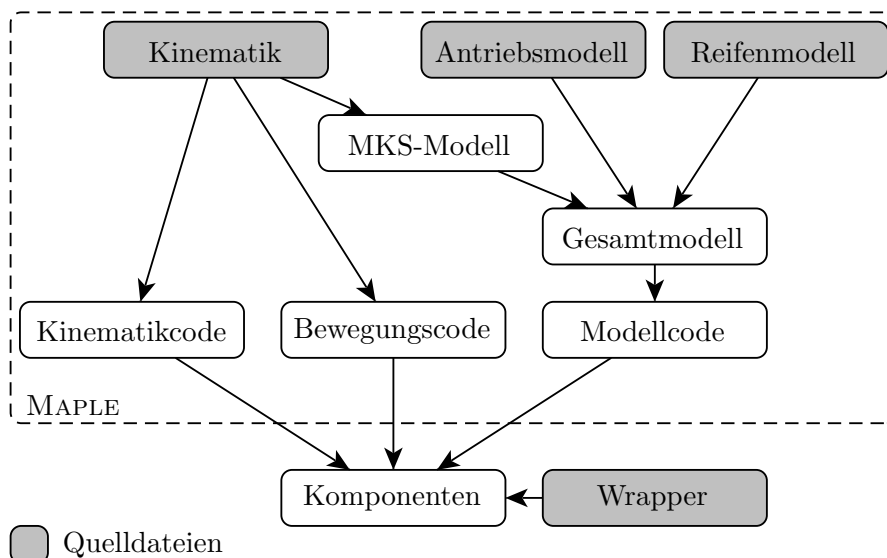 Kinematik
Antriebsmodell
Reifenmodell
MKS-Modell
Gesamtmodell
Kinematikcode
Bewegungscode
Modellcode
MAPLE
Komponenten
Wrapper
Quelldateien